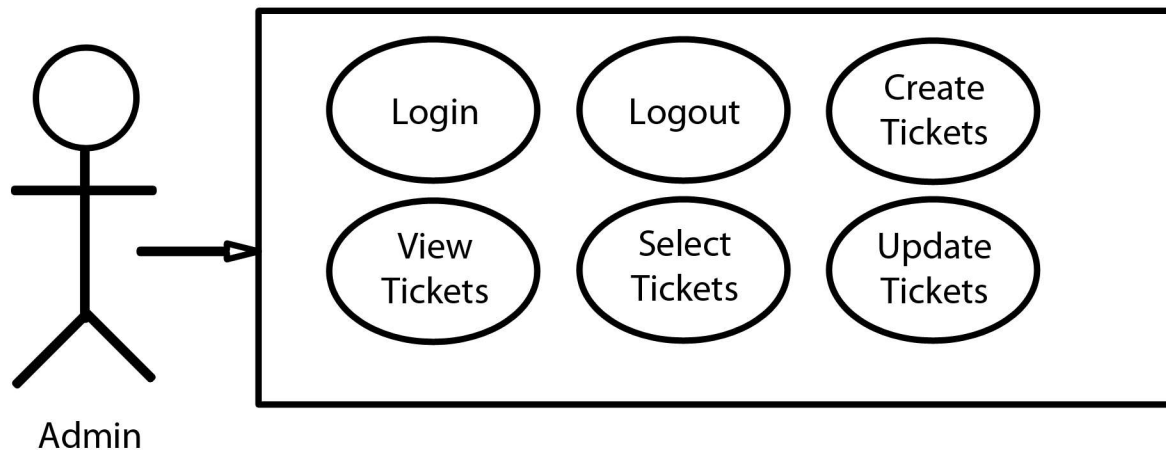 Login
Logout
Create
Tickets
View
Tickets
Select
Tickets
Update
Tickets
Admin